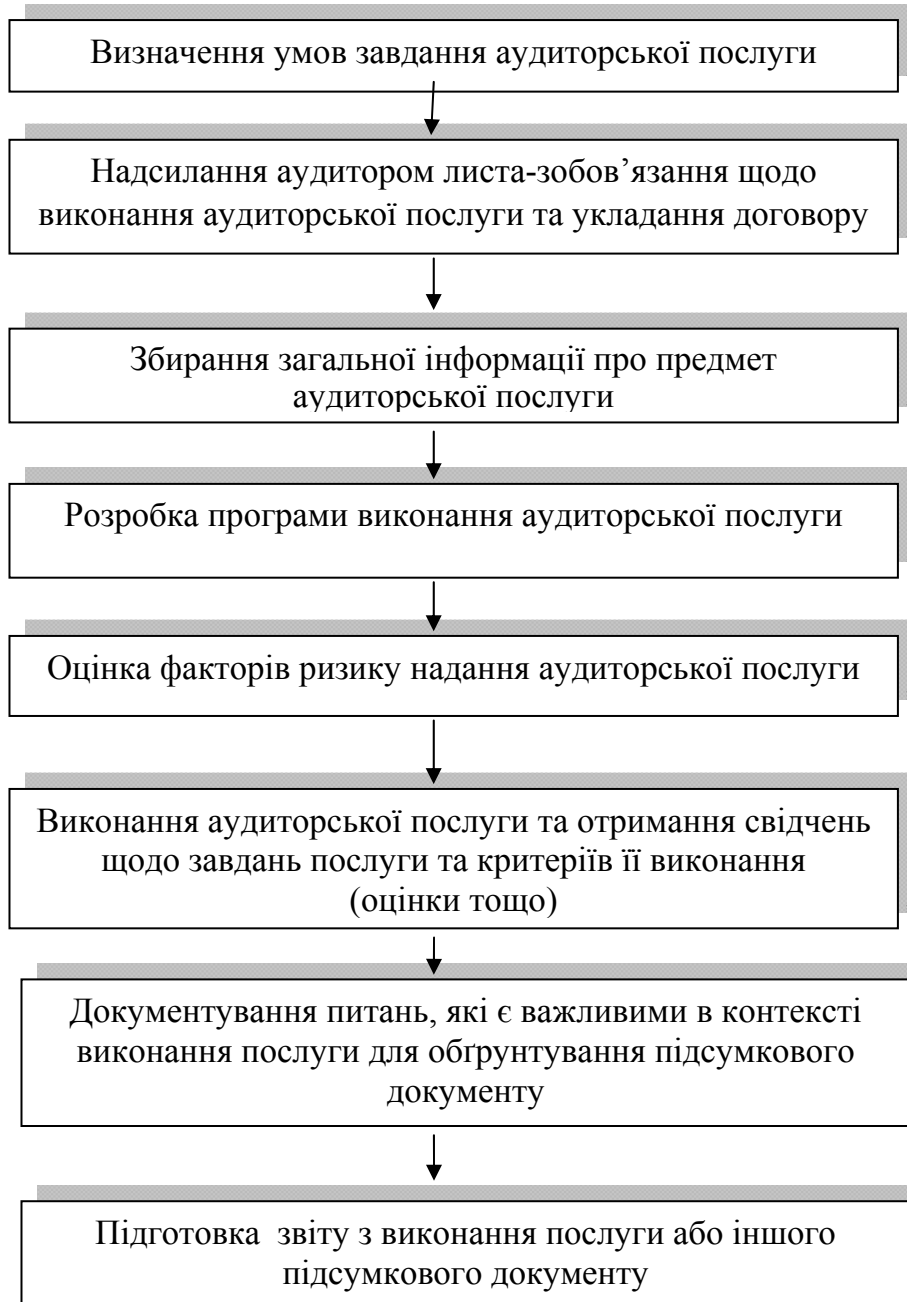 Визначення умов завдання аудиторської послуги
Надсилання аудитором листа-зобов’язання щодо
виконання аудиторської послуги та укладання договору
Збирання загальної інформації про предмет
аудиторської послуги
Розробка програми виконання аудиторської послуги
Оцінка факторів ризику надання аудиторської послуги
Виконання аудиторської послуги та отримання свідчень
щодо завдань послуги та критеріїв її виконання
(оцінки тощо)
Документування питань, які є важливими в контексті
виконання послуги для обґрунтування підсумкового
документу
Підготовка звіту з виконання послуги або іншого
підсумкового документу